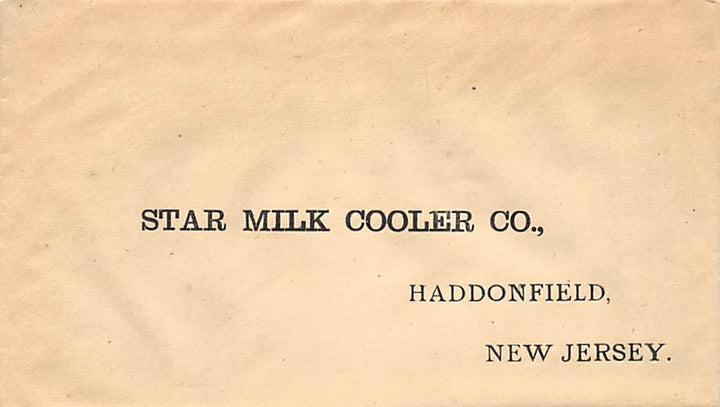 STAR MILK COOLER CO.,
HADDONFIELD,
NEW JERSEY.